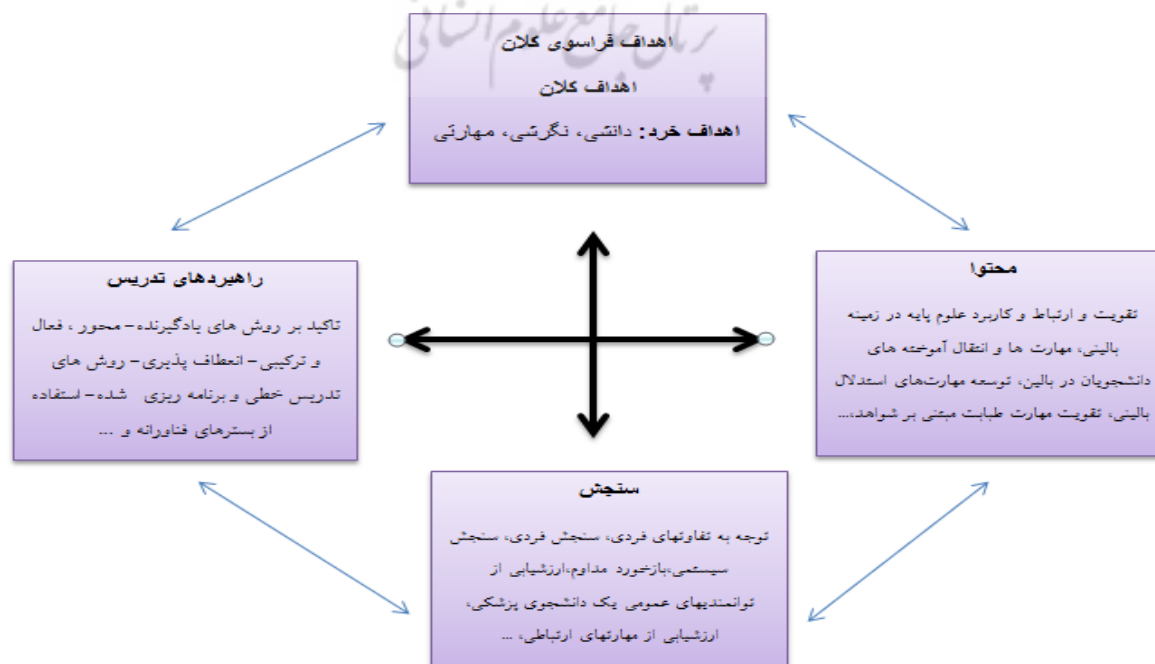 پرتال جامع علوم انسانی
اهداف فراسوی کلان
اهداف کلان
اهداف خرد: دانشی، نگرشی، مهارتی
محتوا
تقویت و ارتباط و کاربرد علوم پایه در زمینه
بالینی، مهارت ها و انتقال آموخته های
دانشجویان در بالین، توسعه مهارت‌های استدلال
بالینی، تقویت مهارت طبابت مبتنی بر شواهد،...
راهبردهای تدریس
تاکید بر روش های یادگیرنده-محور ، فعال
و ترکیبی- انعطاف پذیری- روش های
تدریس خطی و برنامه ریزی شده- استفاده
از بسترهای فناورانه و ...
سنجش
توجه به تفاوتهای فردی، سنجش فردی، سنجش
سیستمی،بازخورد مداوم،ارزشیابی از
توانمندیهای عمومی یک دانشجوی پزشکی،
ارزشیابی از مهارتهای ارتباطی، ...